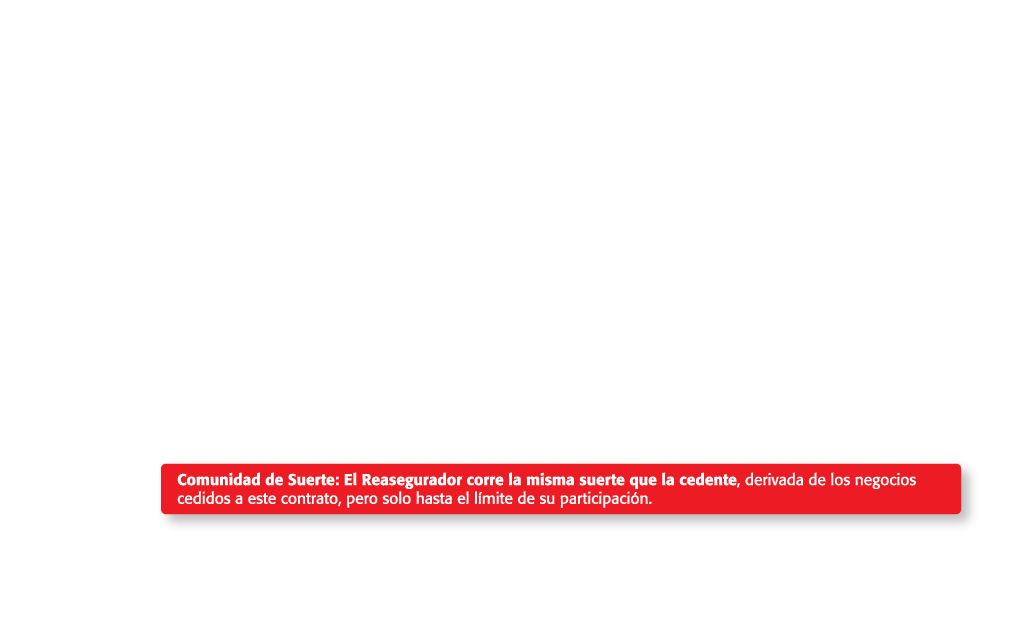 Comunidad de Suerte: El Reasegurador corre la misma suerte que la cedente, derivada de los negocios
cedidos a este contrato, pero solo hasta el límite de su participación.